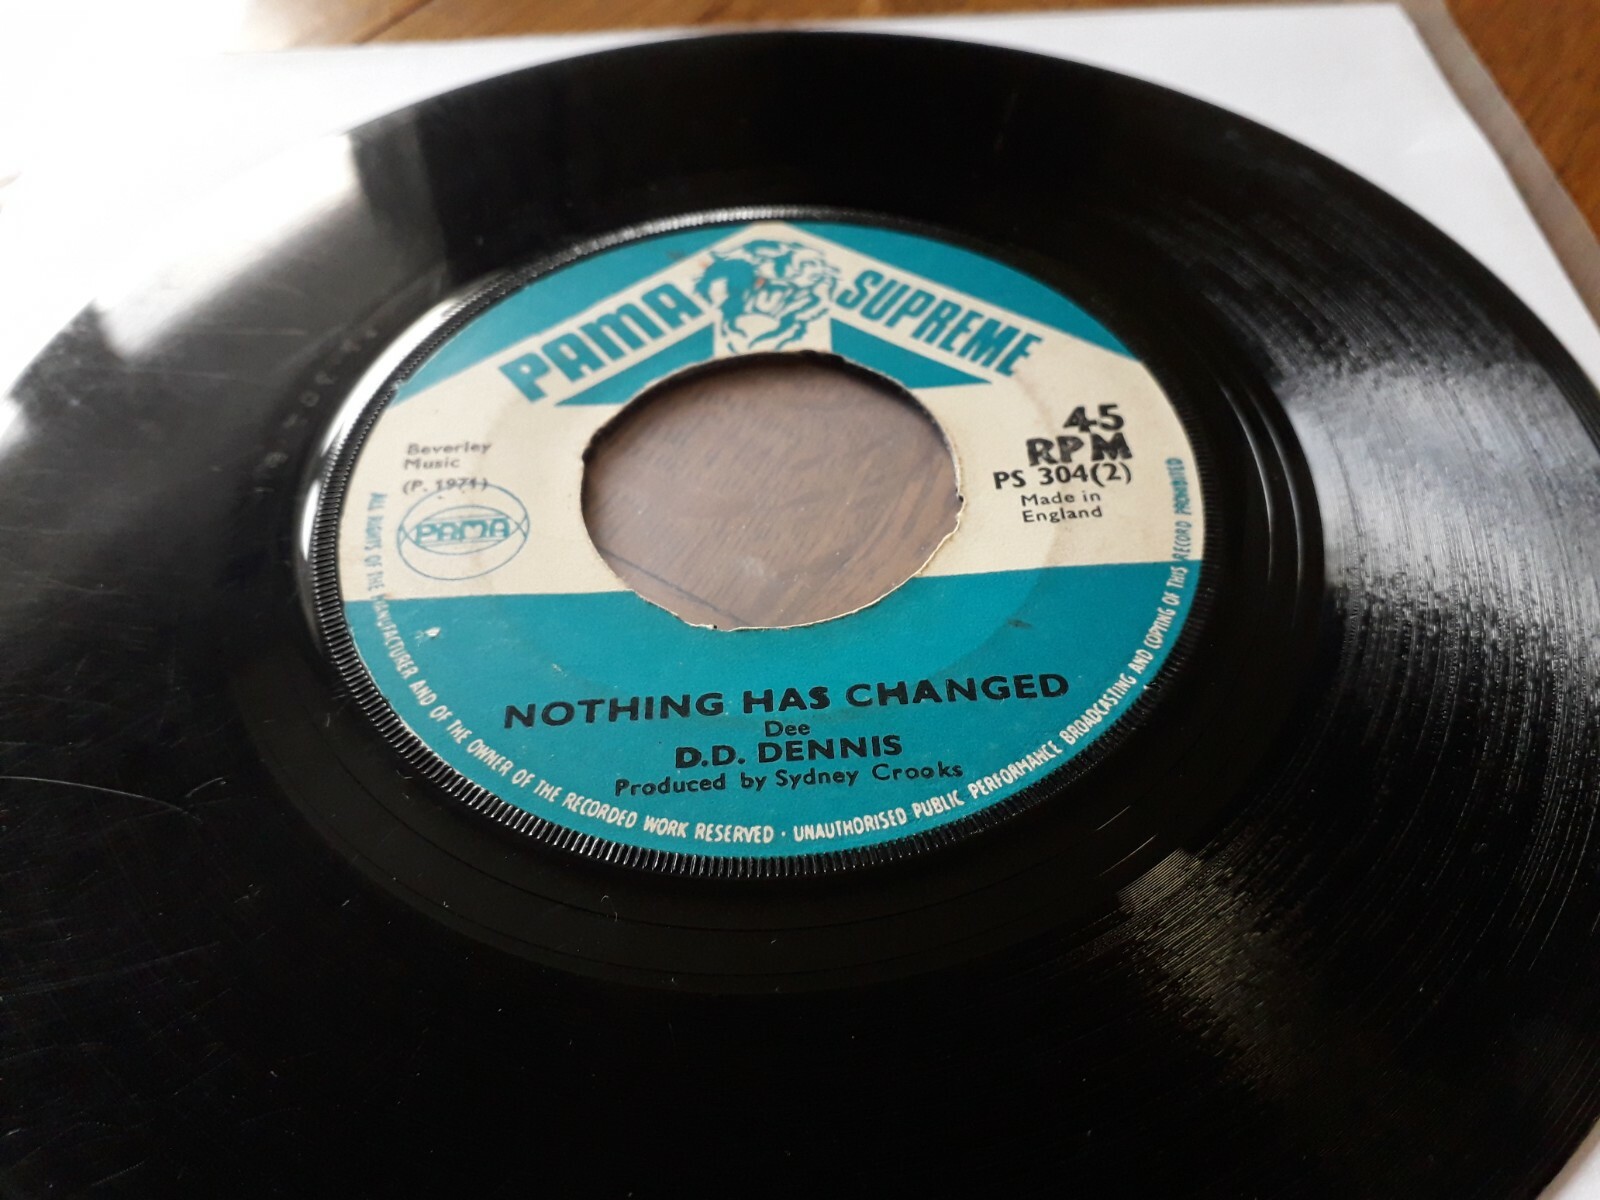 PAMA SUPREME
Beverley
Music
(P. 1971)
PAMA
45
RPM
PS 304(2)
Made in
England
NOTHING HAS CHANGED
Dee
D.D. DENNIS
Produced by Sydney Crooks
ALL RIGHTS OF THE MANUFACTURER AND OF THE OWNER OF THE RECORDED WORK RESERVED · UNAUTHORISED PUBLIC PERFORMANCE BROADCASTING AND COPYING OF THIS RECORD PROHIBITED